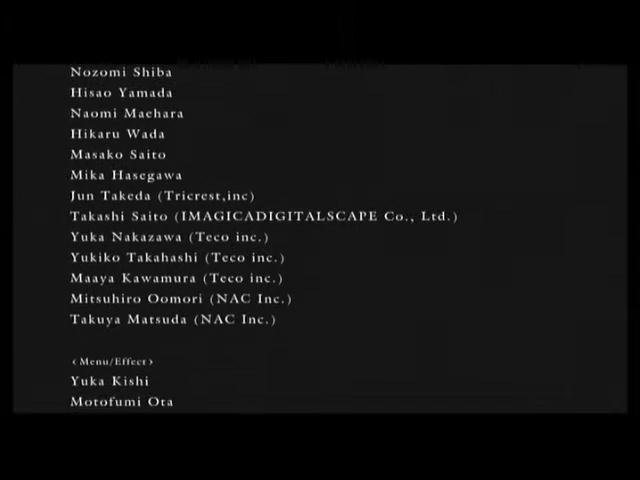 Nozomi Shiba
Hisao Yamada
Naomi Maehara
Hikaru Wada
Masako Saito
Mika Hasegawa
Jun Takeda (Tricrest,inc)
Takashi Saito (IMAGICADIGITALSCAPE Co., Ltd.)
Yuka Nakazawa (Teco inc.)
Yukiko Takahashi (Teco inc.)
Maaya Kawamura (Teco inc.)
Mitsuhiro Oomori (NAC Inc.)
Takuya Matsuda (NAC Inc.)
‹Menu/Effect›
Yuka Kishi
Motofumi Ota